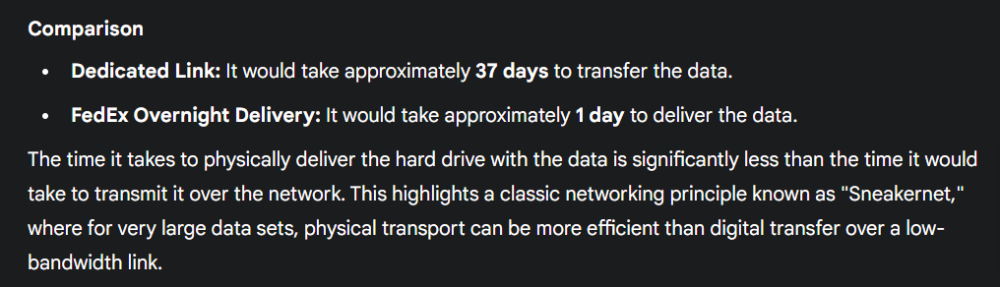 Comparison
• Dedicated Link: It would take approximately 37 days to transfer the data.
• FedEx Overnight Delivery: It would take approximately 1 day to deliver the data.
The time it takes to physically deliver the hard drive with the data is significantly less than the time it would
take to transmit it over the network. This highlights a classic networking principle known as "Sneakernet,"
where for very large data sets, physical transport can be more efficient than digital transfer over a low-
bandwidth link.